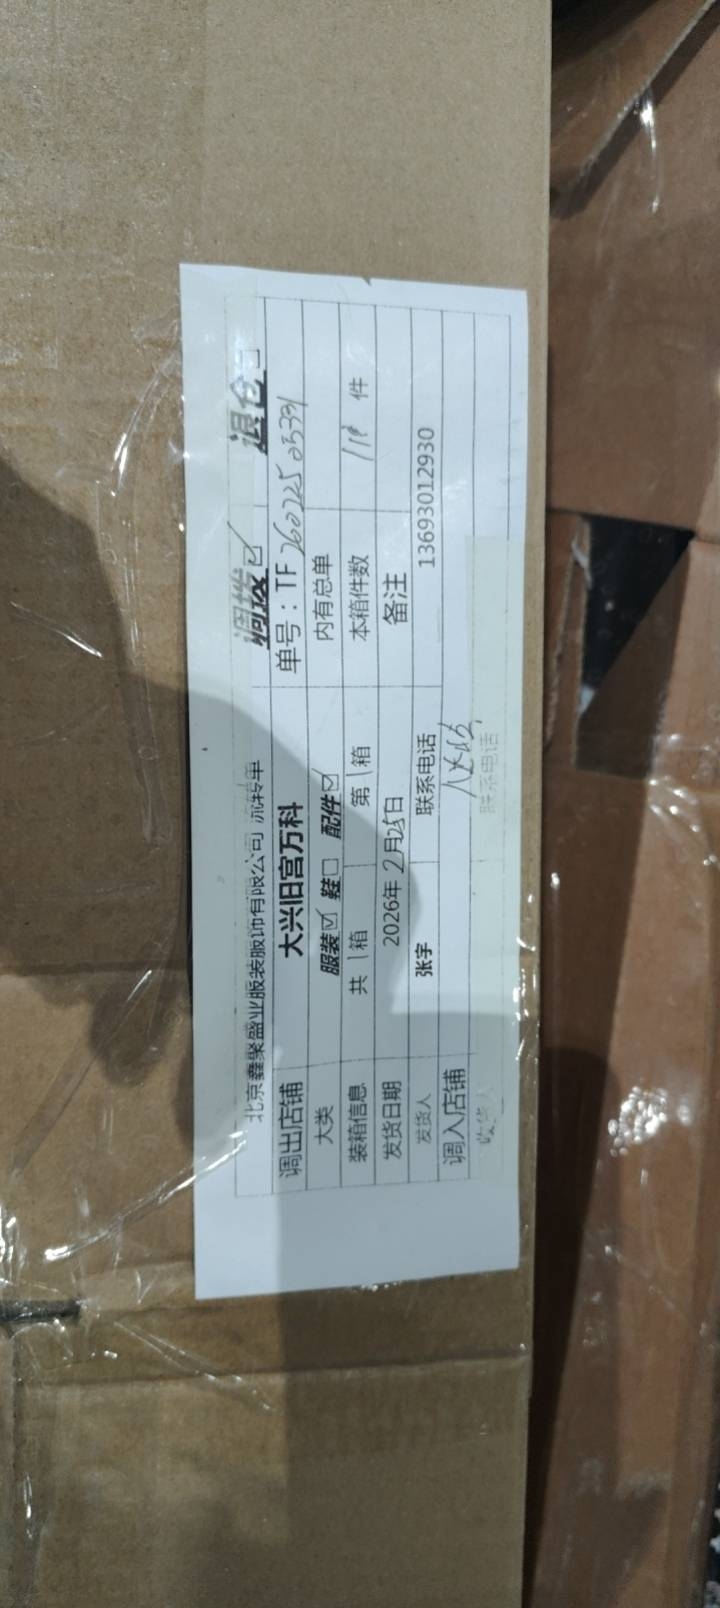 北京鑫聚盛业服装服饰有限公司 流转单 调拨☑ 退仓□
调出店铺 大兴旧宫万科 单号：TF
大类 服装☑ 鞋□ 配件☑ 内有总单
装箱信息 共 1 箱 第 1 箱 本箱件数 件
发货日期 2026年2月25日 备注
发货人 张宇 联系电话 13693012930
调入店铺
收货人 联系电话